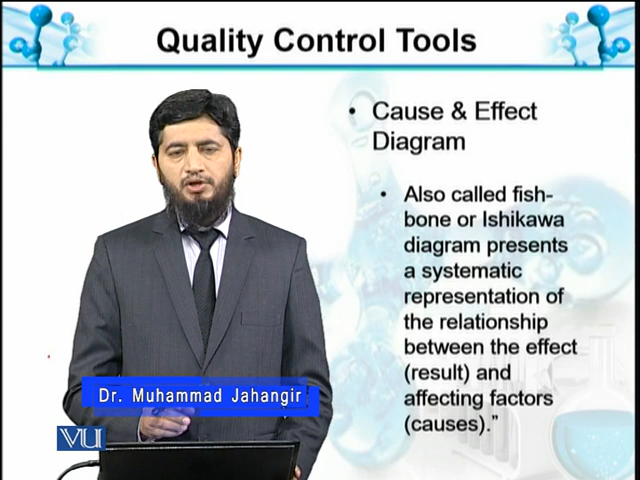 Quality Control Tools
• Cause & Effect
Diagram
• Also called fish-
bone or Ishikawa
diagram presents
a systematic
representation of
the relationship
between the effect
(result) and
affecting factors
(causes).”
Dr. Muhammad Jahangir
VU